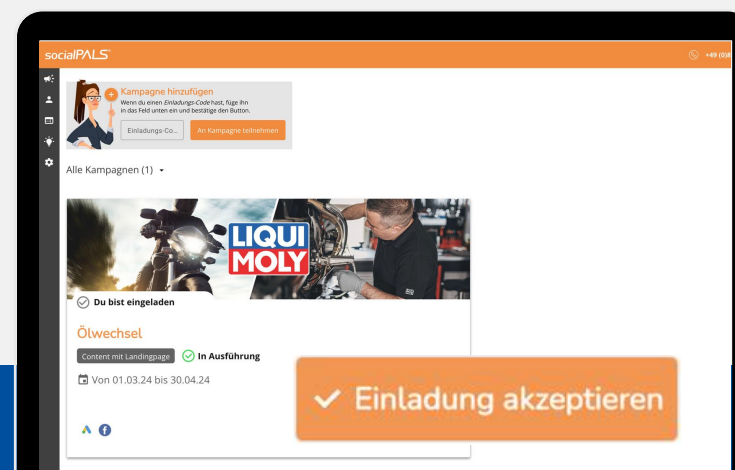 socialPALS
+49 (0)8
Kampagne hinzufügen
Wenn du einen Einladungs-Code hast, füge ihn
in das Feld unten ein und bestätige den Button.
Einladungs-Co...
An Kampagne teilnehmen
Alle Kampagnen (1)
LIQUI
MOLY
Du bist eingeladen
Ölwechsel
Content mit Landingpage
In Ausführung
Von 01.03.24 bis 30.04.24
Einladung akzeptieren